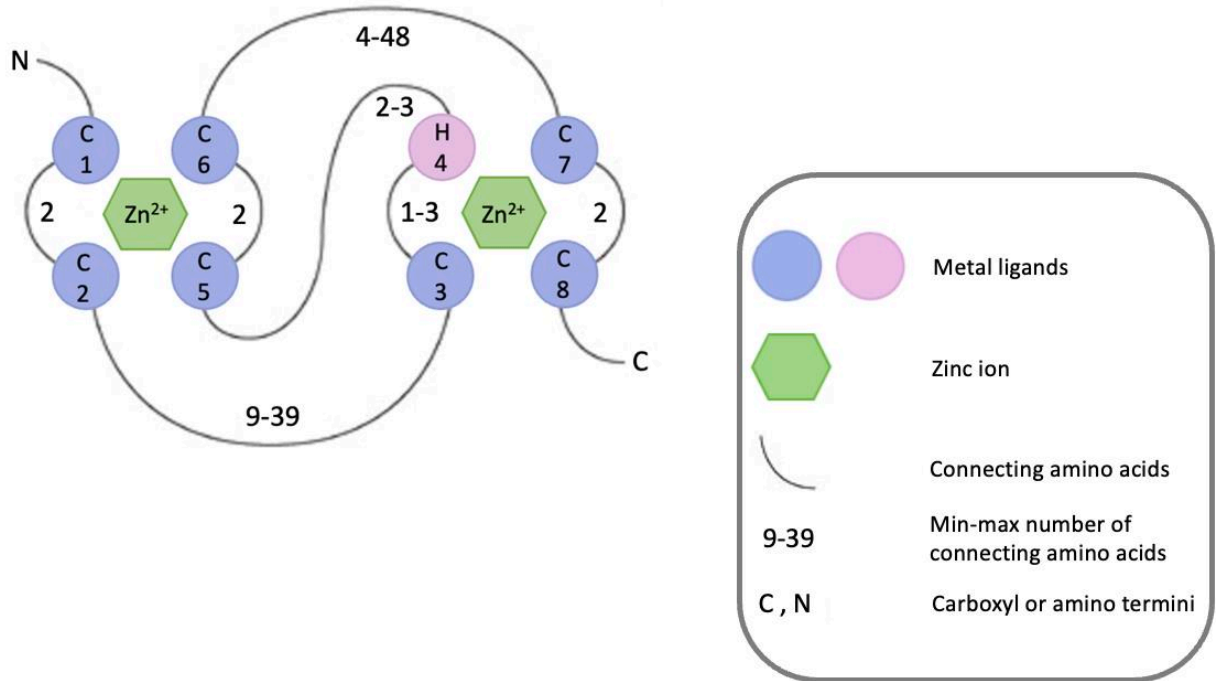 4-48
N
2-3
C
1
C
6
H
4
C
7
2
Zn2+
2
1-3
Zn2+
2
C
2
C
5
C
3
C
8
C
9-39
Metal ligands
Zinc ion
Connecting amino acids
9-39
Min-max number of
connecting amino acids
C , N
Carboxyl or amino termini